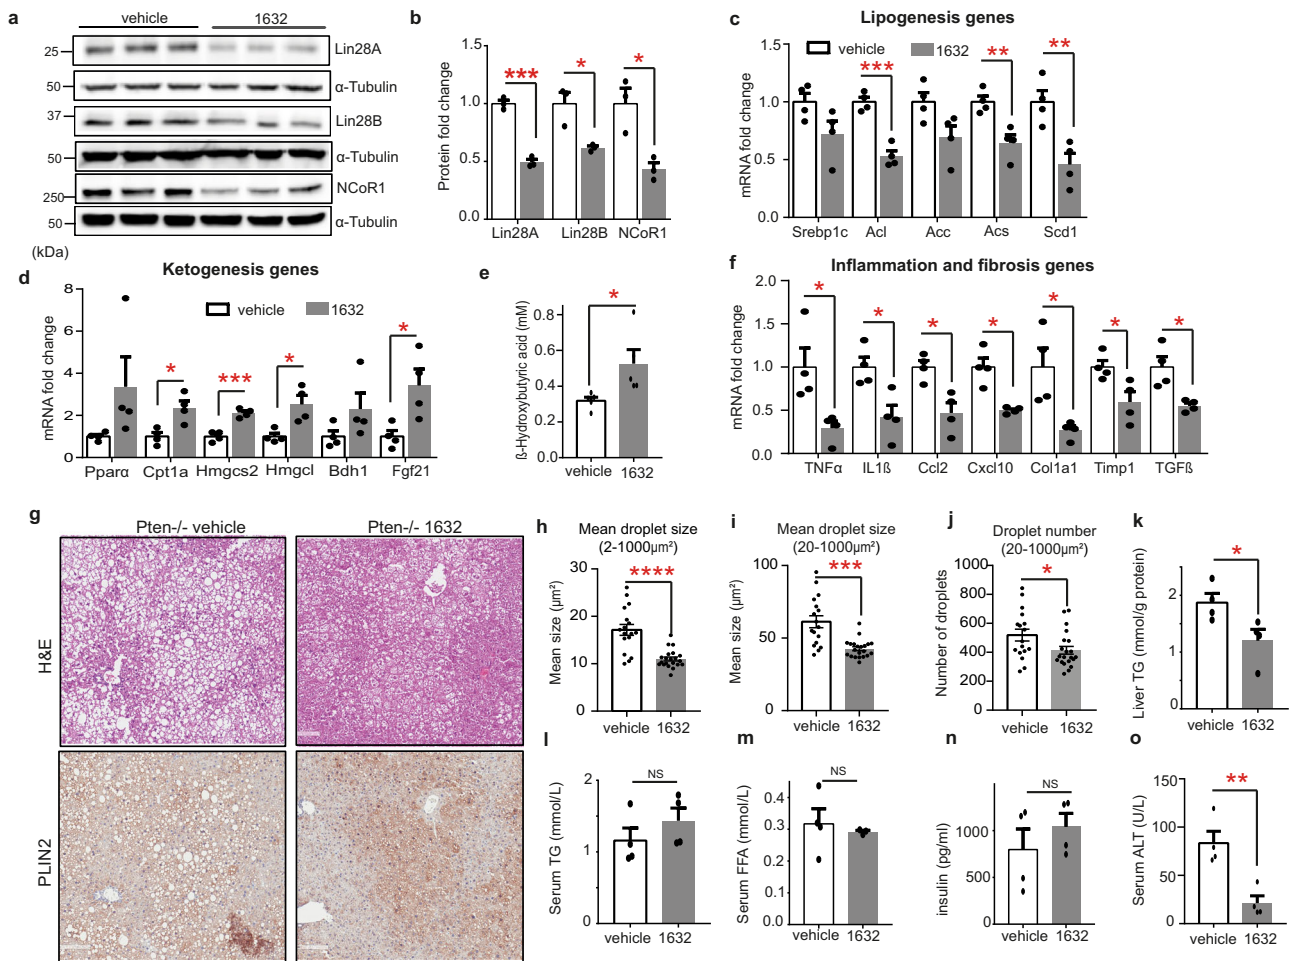 a
vehicle
1632
25
Lin28A
50
α-Tubulin
37
Lin28B
50
α-Tubulin
250
NCoR1
50
α-Tubulin
(kDa)
b
Protein fold change
1.0
0.5
0.0
***
*
*
Lin28A
Lin28B
NCoR1
c
Lipogenesis genes
vehicle
1632
mRNA fold change
1.5
1.0
0.5
0.0
***
**
**
Srebp1c
Acl
Acc
Acs
Scd1
d
Ketogenesis genes
vehicle
1632
mRNA fold change
8
6
4
2
0
*
***
*
*
Pparα
Cpt1a
Hmgcs2
Hmgcl
Bdh1
Fgf21
e
ß-Hydroxybutyric acid (mM)
0.8
0.6
0.4
0.2
0.0
*
vehicle
1632
f
Inflammation and fibrosis genes
mRNA fold change
2.0
1.5
1.0
0.5
0.0
*
*
*
*
*
*
*
TNFα
IL1ß
Ccl2
Cxcl10
Col1a1
Timp1
TGFß
g
Pten-/- vehicle
Pten-/- 1632
H&E
PLIN2
h
Mean droplet size
(2-1000µm²)
Mean size (µm²)
30
20
10
0
****
vehicle 1632
i
Mean droplet size
(20-1000µm²)
Mean size (µm²)
100
50
0
***
vehicle 1632
j
Droplet number
(20-1000µm²)
Number of droplets
1000
800
600
400
200
0
*
vehicle 1632
k
Liver TG (mmol/g protein)
3
2
1
0
*
vehicle 1632
l
Serum TG (mmol/L)
2
1
0
NS
vehicle 1632
m
Serum FFA (mmol/L)
0.4
0.3
0.2
0.1
0.0
NS
vehicle 1632
n
insulin (pg/ml)
1000
500
0
NS
vehicle 1632
o
Serum ALT (U/L)
150
100
50
0
**
vehicle 1632